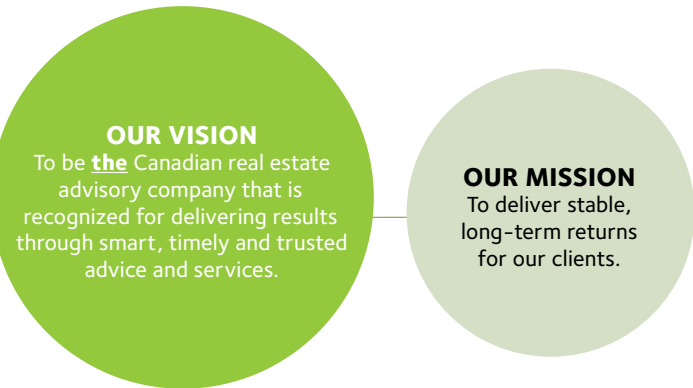 OUR VISION
To be the Canadian real estate
advisory company that is
recognized for delivering results
through smart, timely and trusted
advice and services.
OUR MISSION
To deliver stable,
long-term returns
for our clients.